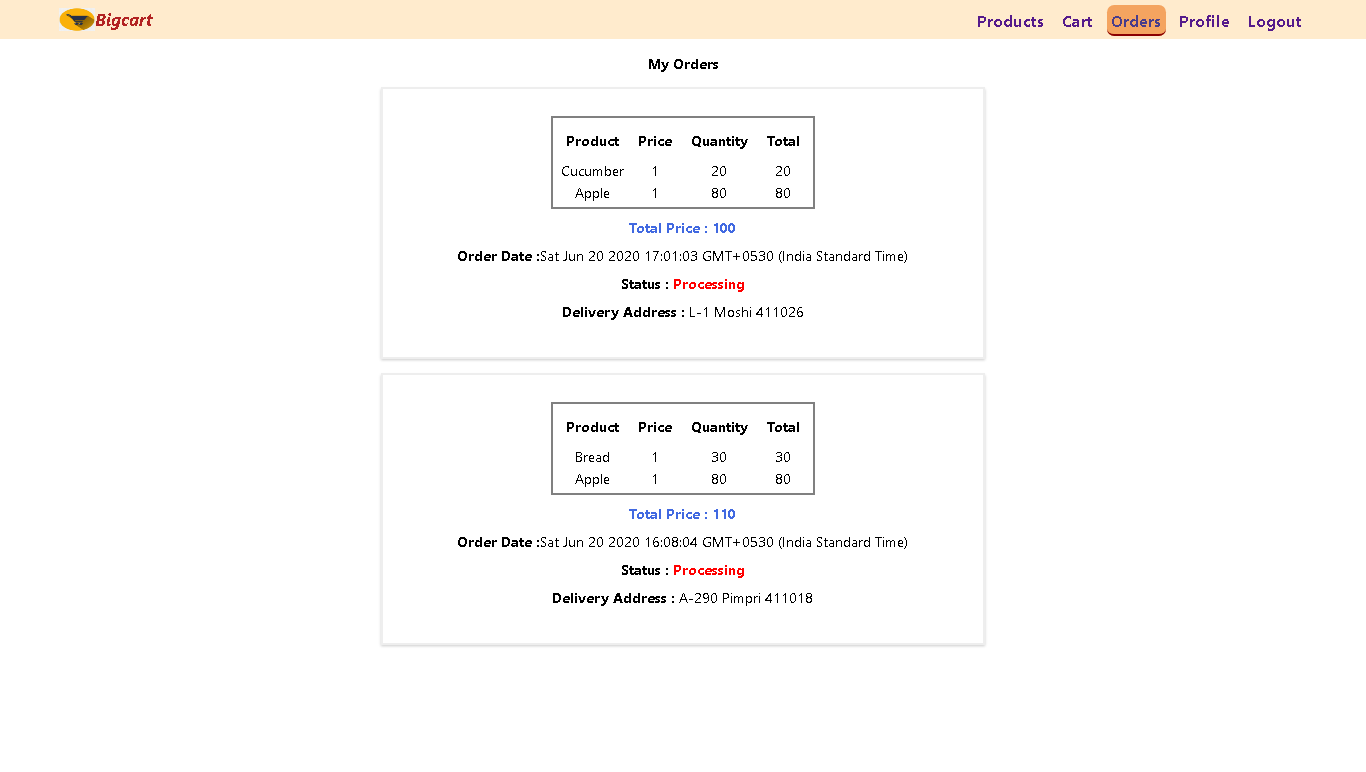 Bigcart Products Cart Orders Profile Logout
My Orders
Product Price Quantity Total
Cucumber 1 20 20
Apple 1 80 80
Total Price : 100
Order Date :Sat Jun 20 2020 17:01:03 GMT+0530 (India Standard Time)
Status : Processing
Delivery Address : L-1 Moshi 411026
Product Price Quantity Total
Bread 1 30 30
Apple 1 80 80
Total Price : 110
Order Date :Sat Jun 20 2020 16:08:04 GMT+0530 (India Standard Time)
Status : Processing
Delivery Address : A-290 Pimpri 411018